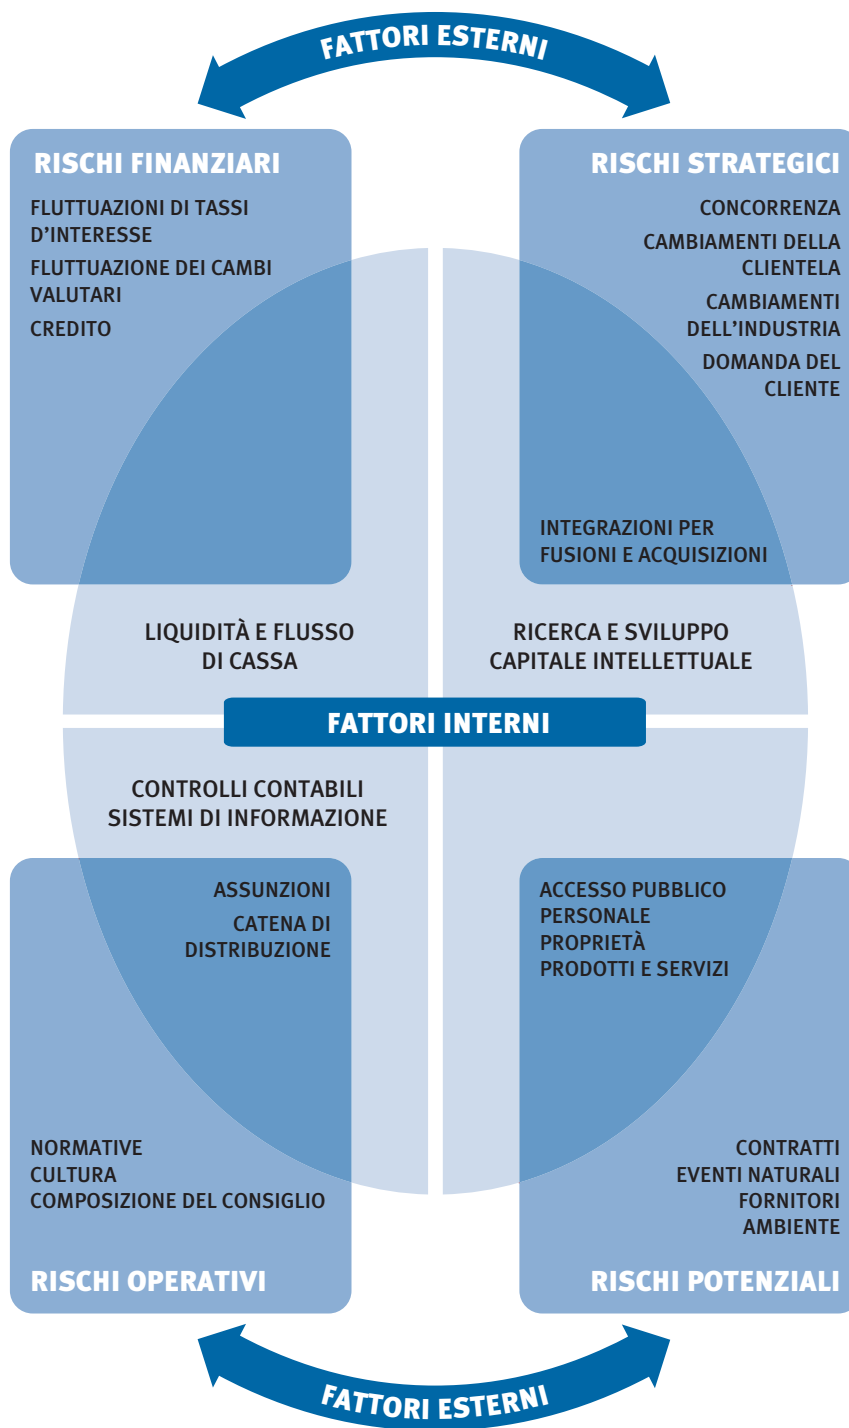 FATTORI ESTERNI
RISCHI FINANZIARI
FLUTTUAZIONI DI TASSI
D’INTERESSE
FLUTTUAZIONE DEI CAMBI
VALUTARI
CREDITO
RISCHI STRATEGICI
CONCORRENZA
CAMBIAMENTI DELLA
CLIENTELA
CAMBIAMENTI
DELL’INDUSTRIA
DOMANDA DEL
CLIENTE
INTEGRAZIONI PER
FUSIONI E ACQUISIZIONI
LIQUIDITÀ E FLUSSO
DI CASSA
RICERCA E SVILUPPO
CAPITALE INTELLETTUALE
FATTORI INTERNI
CONTROLLI CONTABILI
SISTEMI DI INFORMAZIONE
ASSUNZIONI
CATENA DI
DISTRIBUZIONE
NORMATIVE
CULTURA
COMPOSIZIONE DEL CONSIGLIO
RISCHI OPERATIVI
ACCESSO PUBBLICO
PERSONALE
PROPRIETÀ
PRODOTTI E SERVIZI
CONTRATTI
EVENTI NATURALI
FORNITORI
AMBIENTE
RISCHI POTENZIALI
FATTORI ESTERNI